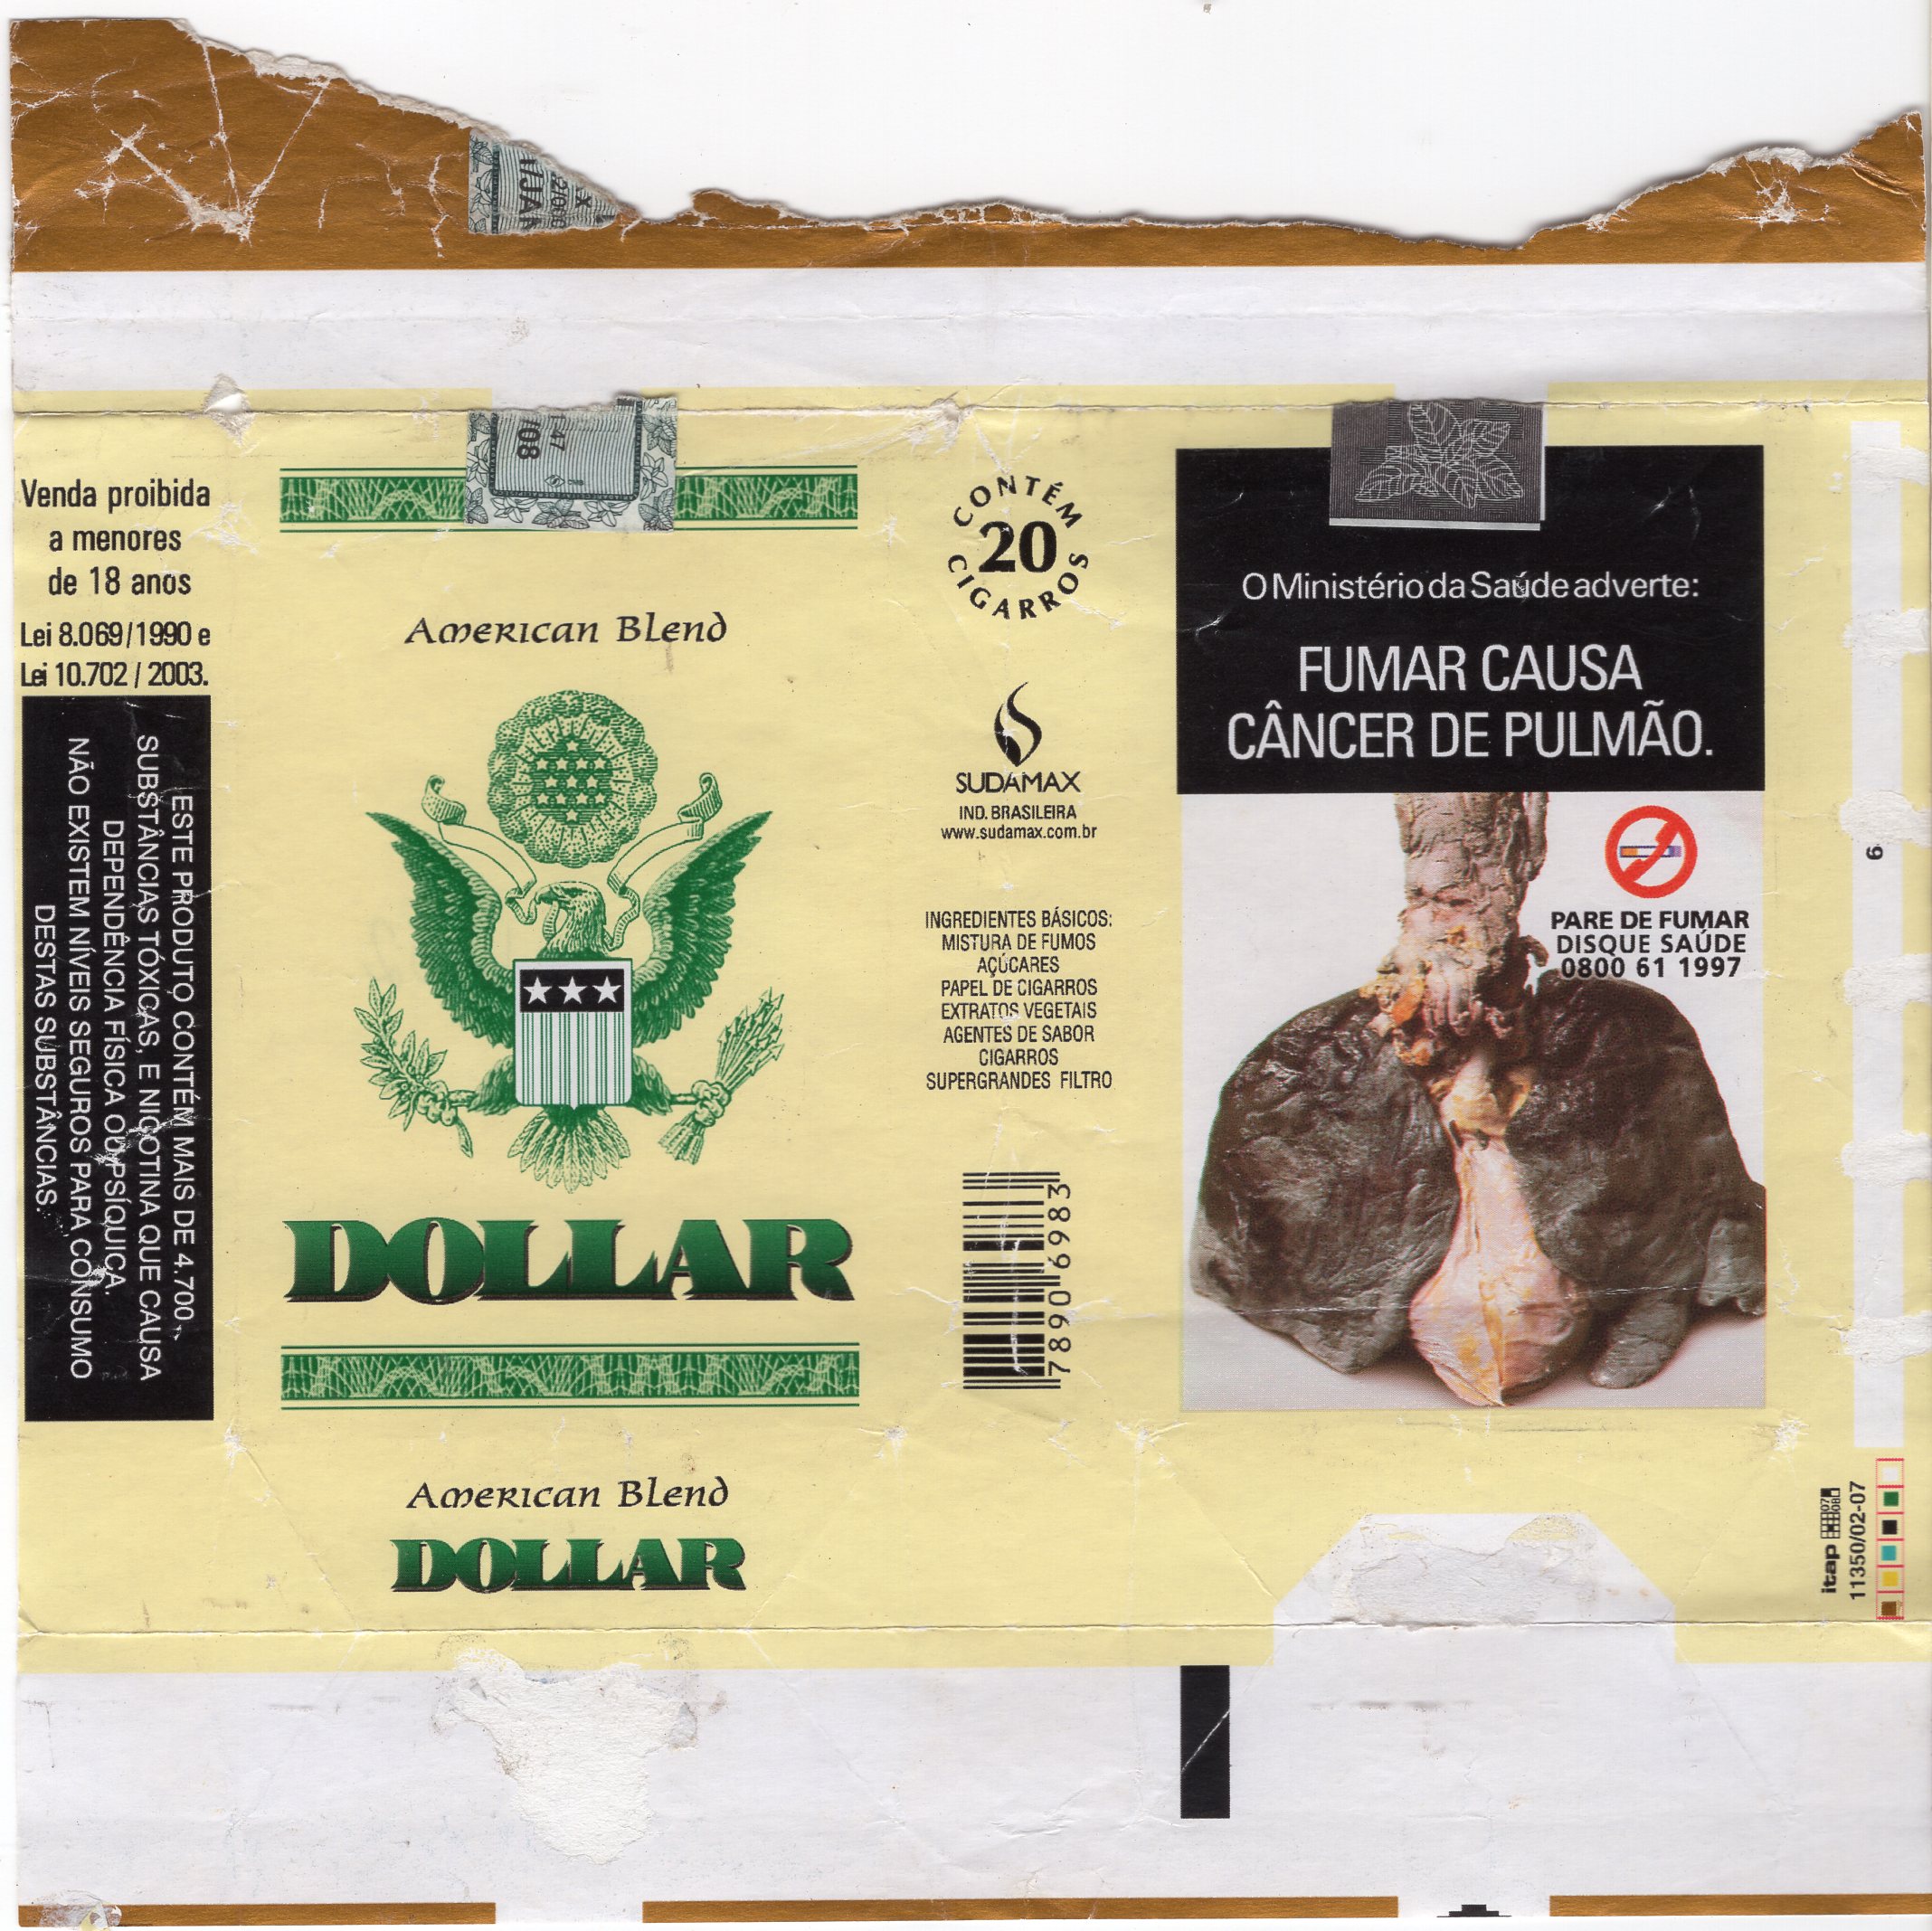 Venda proibida
a menores
de 18 anos
Lei 8.069/1990 e
Lei 10.702 / 2003.
ESTE PRODUTO CONTÉM MAIS DE 4.700
SUBSTÂNCIAS TÓXICAS, E NICOTINA QUE CAUSA
DEPENDÊNCIA FÍSICA OU PSÍQUICA.
NÃO EXISTEM NÍVEIS SEGUROS PARA CONSUMO
DESTAS SUBSTÂNCIAS.
/08
American Blend
DOLLAR
American Blend
DOLLAR
CONTÉM
20
CIGARROS
SUDAMAX
IND. BRASILEIRA
www.sudamax.com.br
INGREDIENTES BÁSICOS:
MISTURA DE FUMOS
AÇÚCARES
PAPEL DE CIGARROS
EXTRATOS VEGETAIS
AGENTES DE SABOR
CIGARROS
SUPERGRANDES FILTRO
78906983
O Ministério da Saúde adverte:
FUMAR CAUSA
CÂNCER DE PULMÃO.
PARE DE FUMAR
DISQUE SAÚDE
0800 61 1997
6
itap
11350/02-07